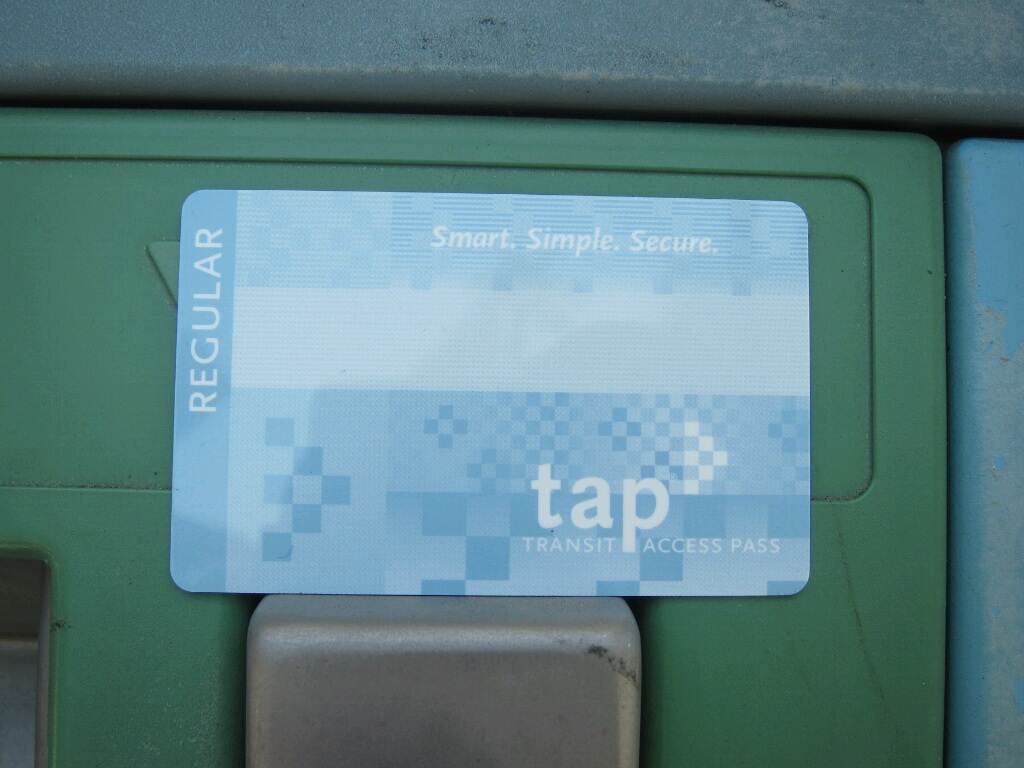 REGULAR
Smart. Simple. Secure.
tap
TRANSIT ACCESS PASS